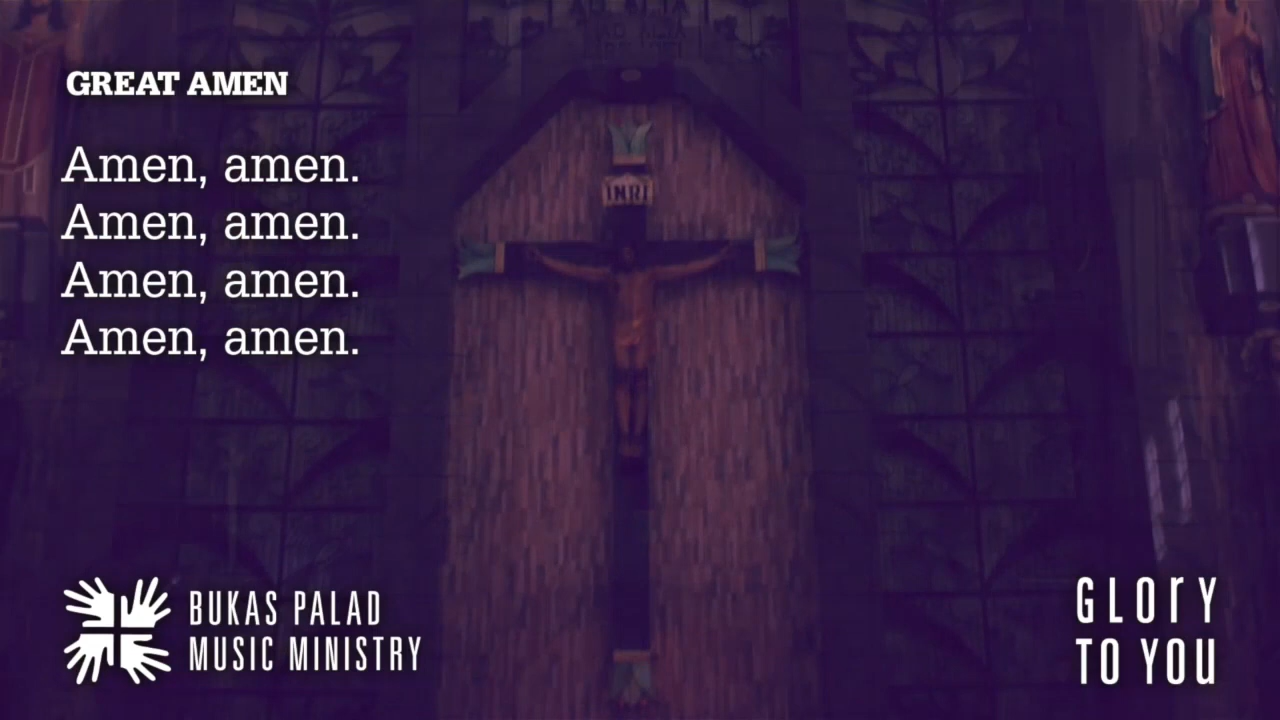 GREAT AMEN
Amen, amen.
Amen, amen.
Amen, amen.
Amen, amen.
INRI
BUKAS PALAD
MUSIC MINISTRY
GLORY
TO YOU